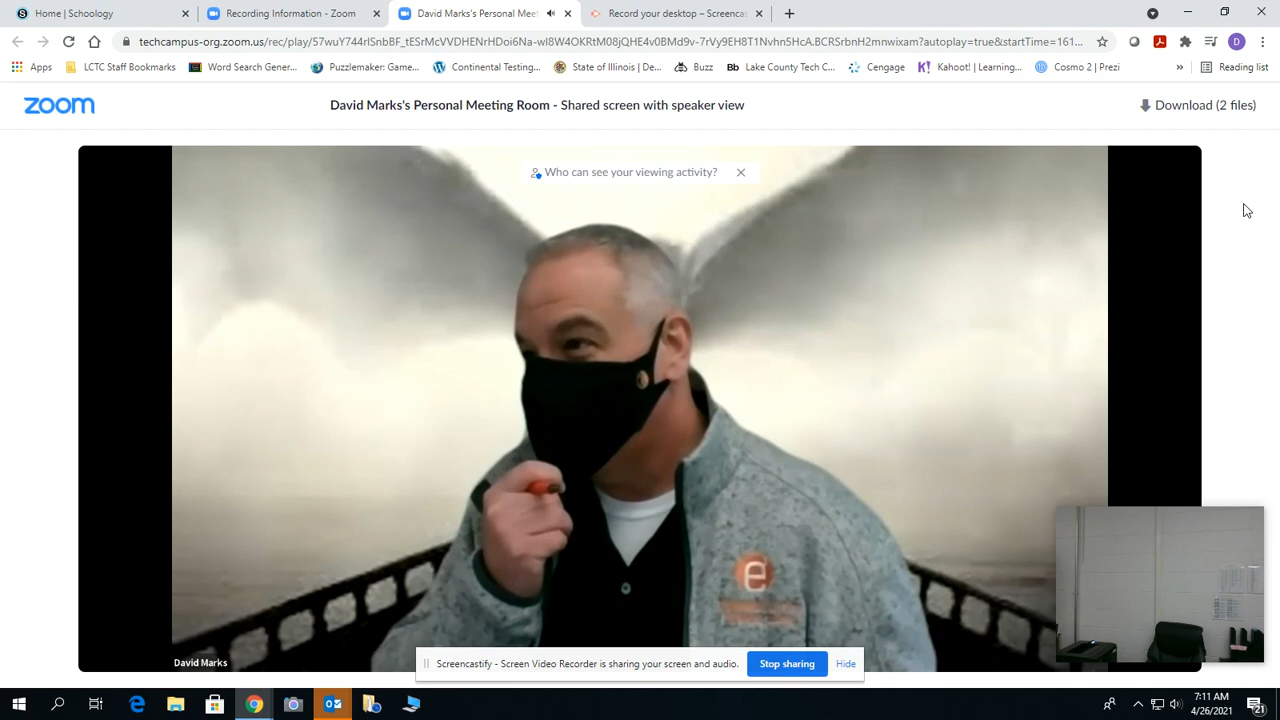 Home | Schoology
Recording Information - Zoom
David Marks's Personal Meet
Record your desktop – Screencas
techcampus-org.zoom.us/rec/play/57wuY744rlSnbBF_tESrMcVVDHENrHDoi6Na-wI8W4OKRtM08jQHE4v0BMd9v-7rVy9EH8T1Nvhn5HcA.BCRSrbnH2mnwixam?autoplay=true&startTime=161...
D
Apps
LCTC Staff Bookmarks
Word Search Gener...
Puzzlemaker: Game...
Continental Testing...
State of Illinois | De...
Buzz
Bb Lake County Tech C...
Cengage
K! Kahoot! | Learning...
Cosmo 2 | Prezi
»
Reading list
zoom
David Marks's Personal Meeting Room - Shared screen with speaker view
Download (2 files)
Who can see your viewing activity?
e
David Marks
Screencastify - Screen Video Recorder is sharing your screen and audio.
Stop sharing
Hide
7:11 AM
4/26/2021
21